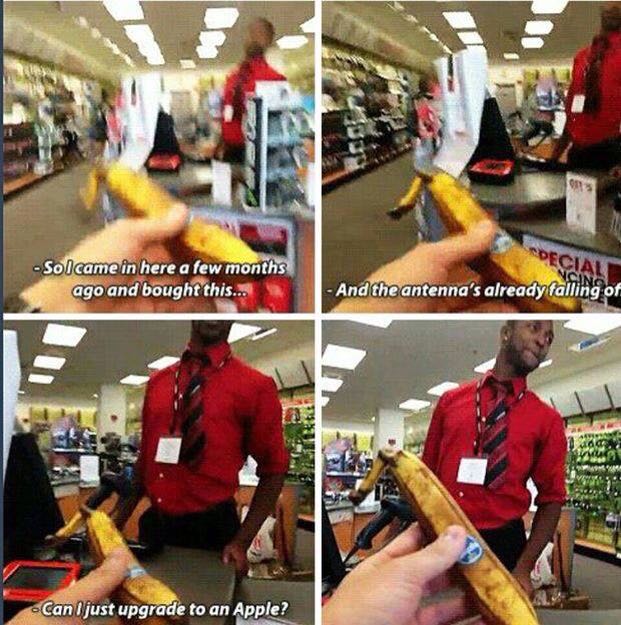 - So I came in here a few months
ago and bought this...
- And the antenna's already falling of
SPECIAL
NCING
- Can I just upgrade to an Apple?